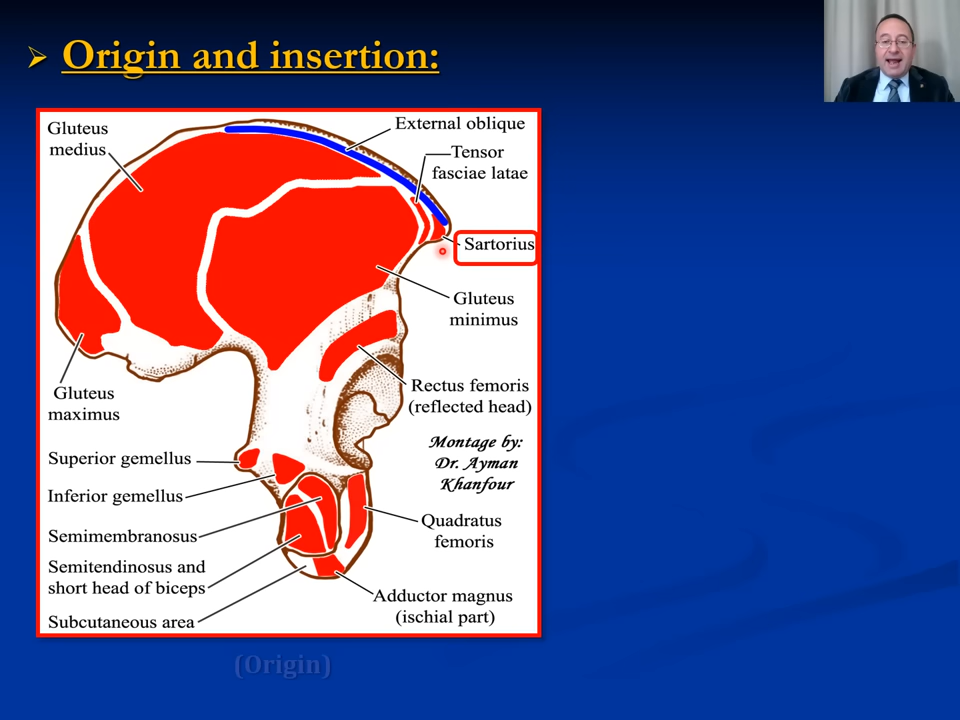 Origin and insertion:
Gluteus
medius
External oblique
Tensor
fasciae latae
Sartorius
Gluteus
minimus
Gluteus
maximus
Rectus femoris
(reflected head)
Montage by:
Dr. Ayman
Khanfour
Superior gemellus
Inferior gemellus
Semimembranosus
Quadratus
femoris
Semitendinosus and
short head of biceps
Adductor magnus
(ischial part)
Subcutaneous area
(Origin)